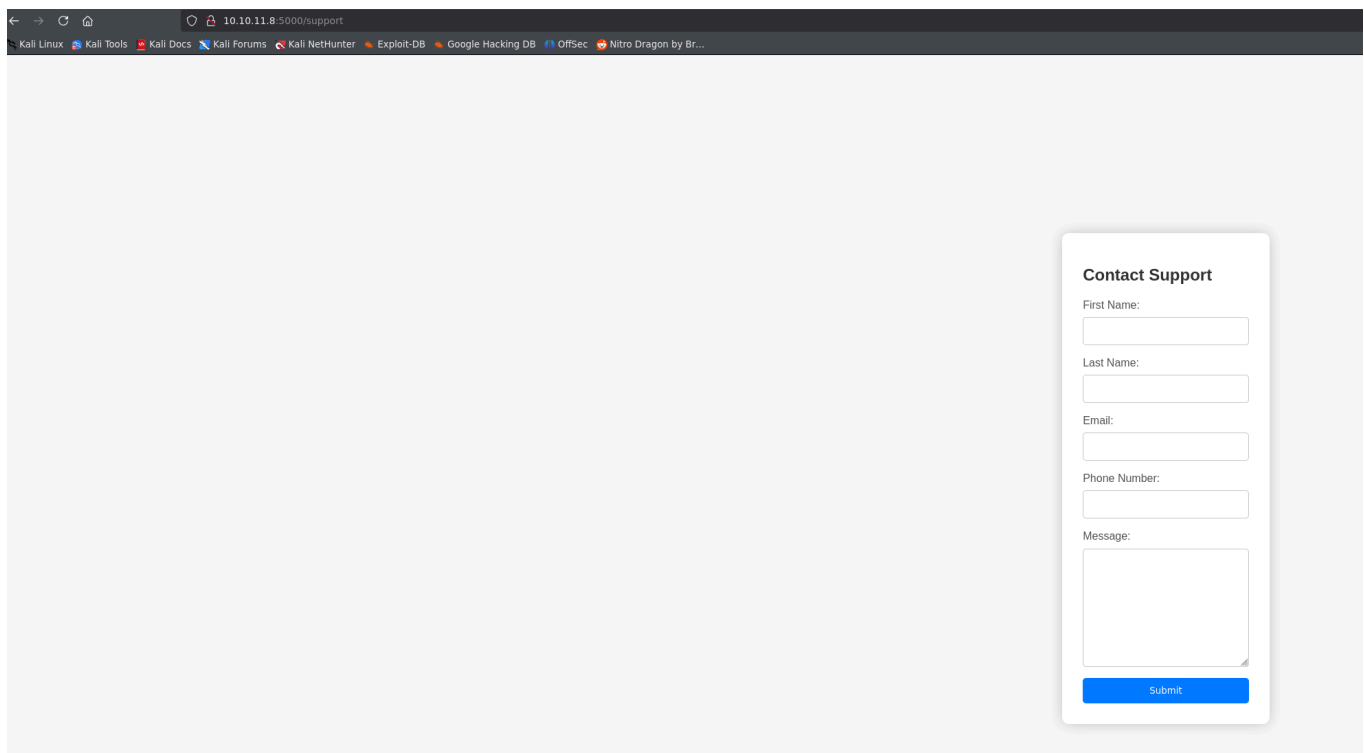 10.10.11.8:5000/support
Kali Linux Kali Tools Kali Docs Kali Forums Kali NetHunter Exploit-DB Google Hacking DB OffSec Nitro Dragon by Br...
Contact Support
First Name:
Last Name:
Email:
Phone Number:
Message:
Submit